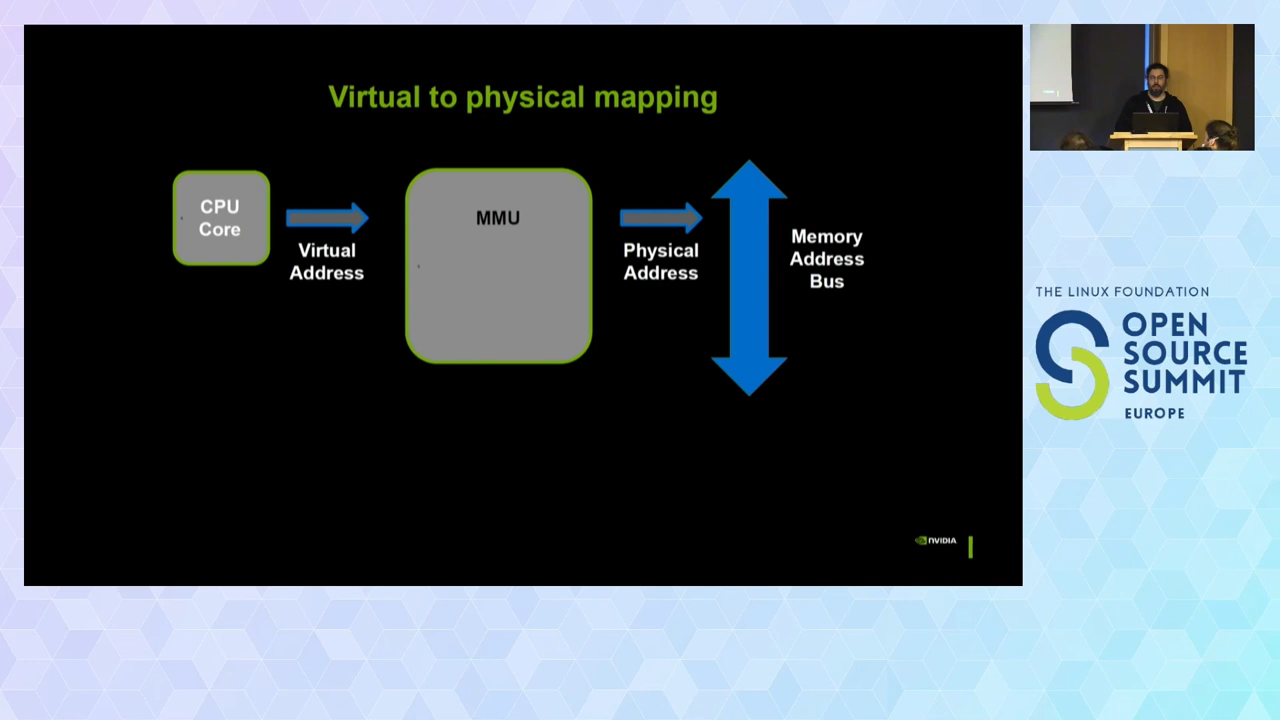 Virtual to physical mapping
CPU
Core
Virtual
Address
MMU
Physical
Address
Memory
Address
Bus
NVIDIA
THE LINUX FOUNDATION
OPEN
SOURCE
SUMMIT
EUROPE